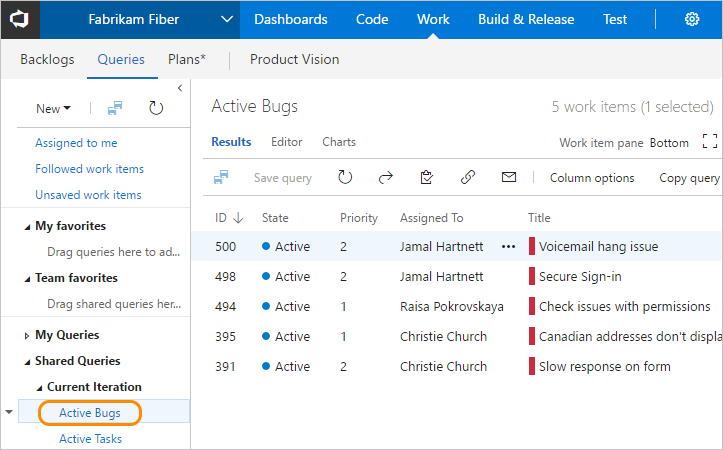 Fabrikam Fiber Dashboards Code Work Build & Release Test
Backlogs Queries Plans* Product Vision
New
Assigned to me
Followed work items
Unsaved work items
My favorites
Drag queries here to ad...
Team favorites
Drag shared queries her...
My Queries
Shared Queries
Current Iteration
Active Bugs
Active Tasks
Active Bugs 5 work items (1 selected)
Results Editor Charts Work item pane Bottom
Save query Column options Copy query
ID State Priority Assigned To Title
500 Active 2 Jamal Hartnett ••• Voicemail hang issue
498 Active 2 Jamal Hartnett Secure Sign-in
494 Active 1 Raisa Pokrovskaya Check issues with permissions
395 Active 1 Christie Church Canadian addresses don't displa
391 Active 2 Christie Church Slow response on form